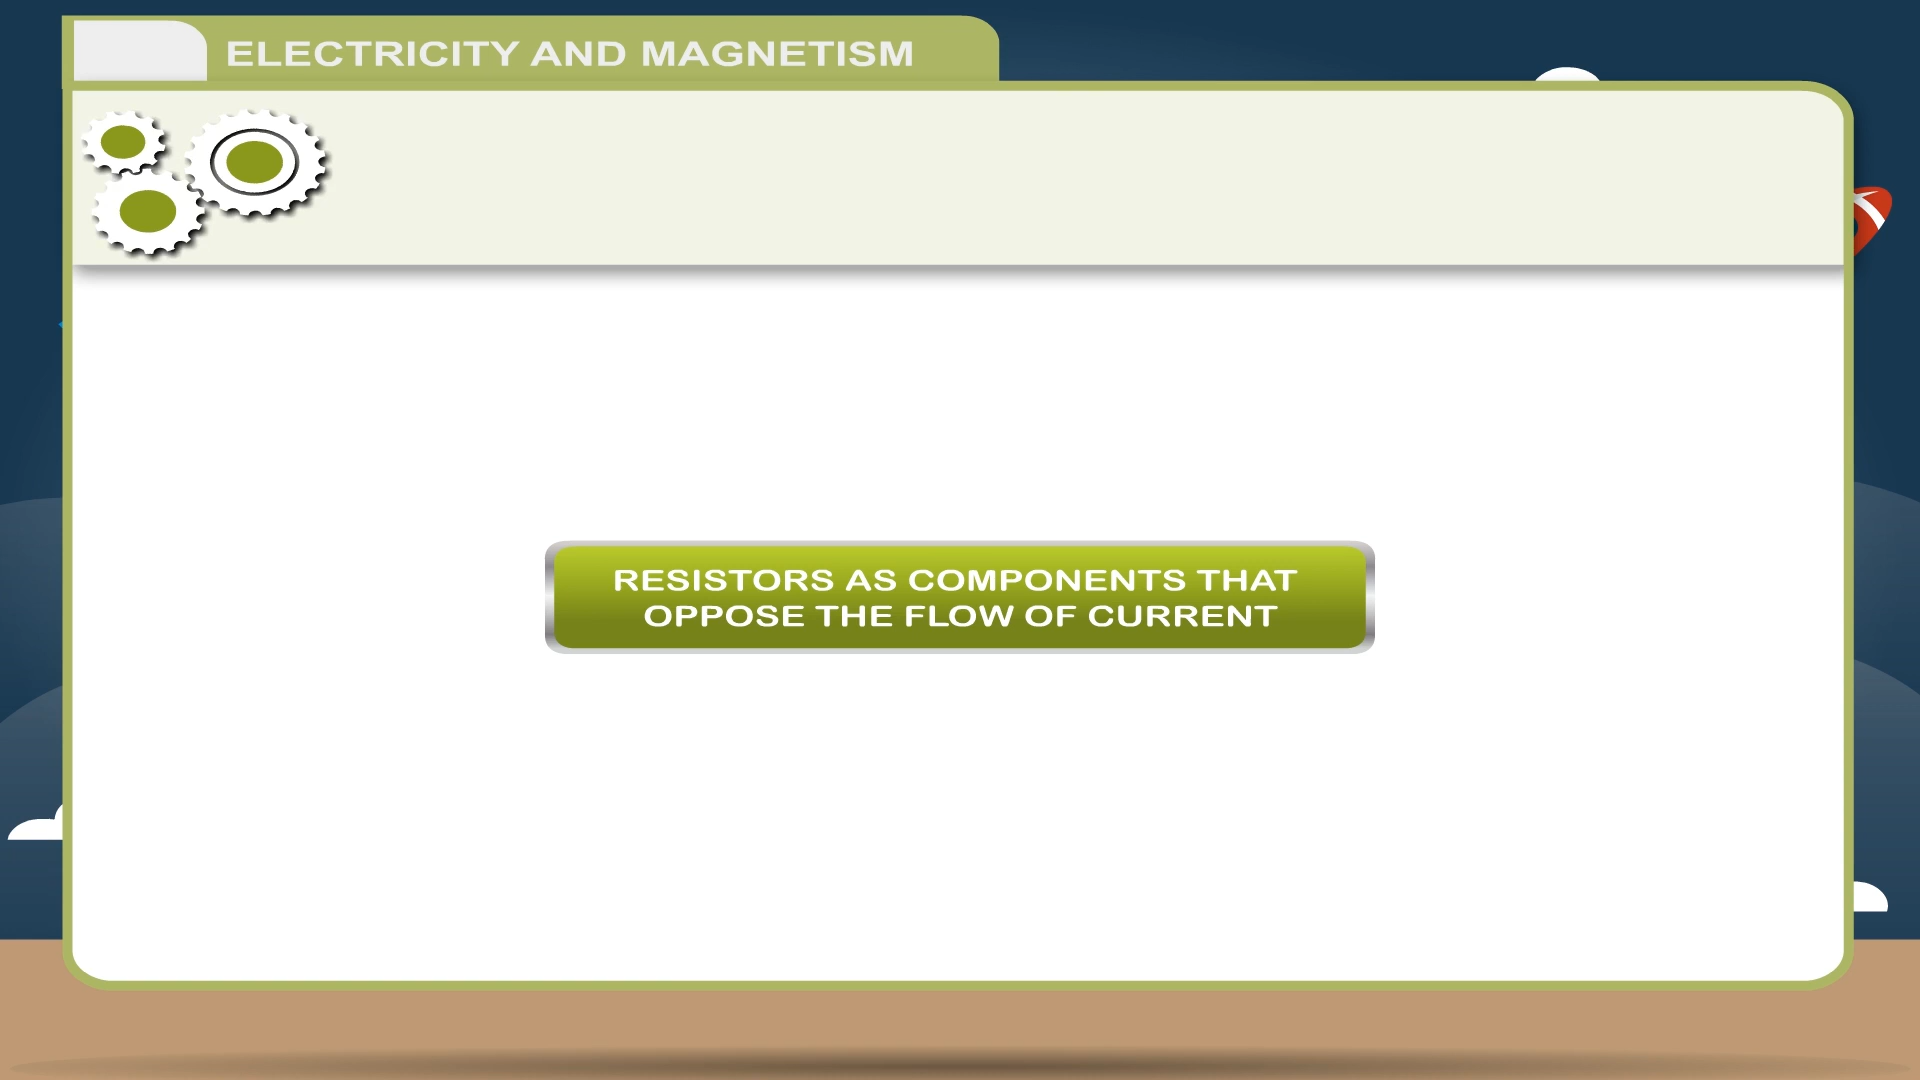 ELECTRICITY AND MAGNETISM
RESISTORS AS COMPONENTS THAT
OPPOSE THE FLOW OF CURRENT